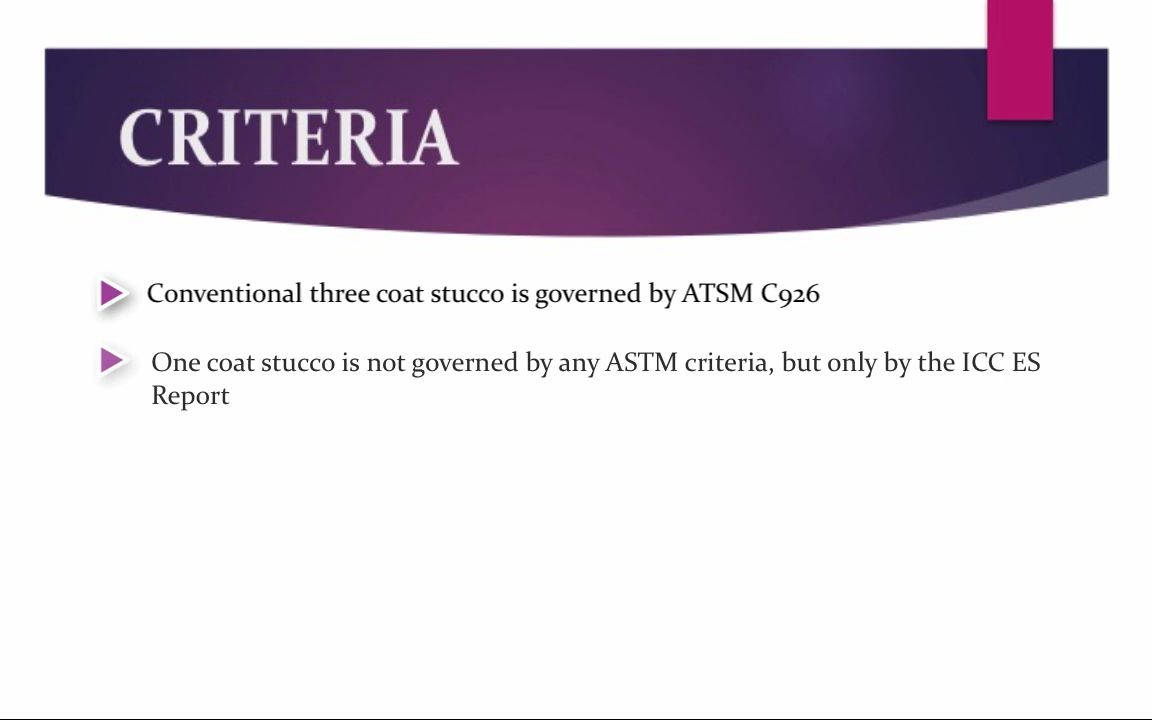 CRITERIA
Conventional three coat stucco is governed by ATSM C926
One coat stucco is not governed by any ASTM criteria, but only by the ICC ES
Report